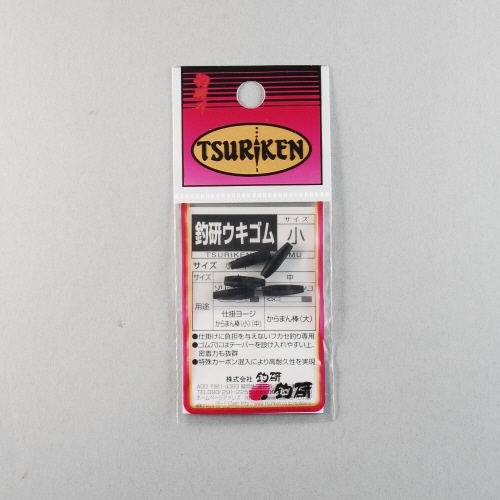 釣研
TSURiKEN
釣研ウキゴム
サイズ
小
TSURIKEN
MU
サイズ
小
中
用途
仕掛ヨージ
からまん棒(小)(中)
からまん棒(大)
●仕掛けに負担を与えないフカセ釣り専用
●ゴム穴にはテーパーを設け入れやすい上、
密着力も抜群
●特殊カーボン混入により高耐久性を実現
株式会社 釣研
釣研